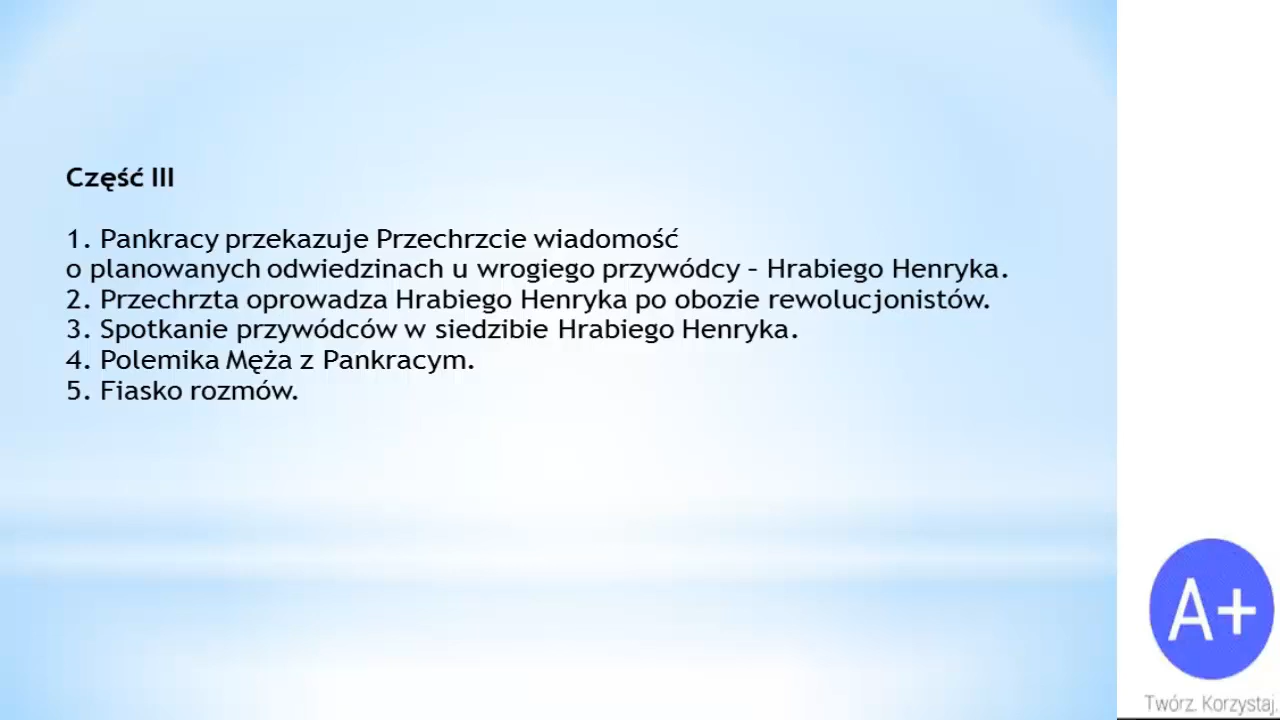 Część III
1. Pankracy przekazuje Przechrzcie wiadomość
o planowanych odwiedzinach u wrogiego przywódcy – Hrabiego Henryka.
2. Przechrzta oprowadza Hrabiego Henryka po obozie rewolucjonistów.
3. Spotkanie przywódców w siedzibie Hrabiego Henryka.
4. Polemika Męża z Pankracym.
5. Fiasko rozmów.
A+
Twórz. Korzystaj.